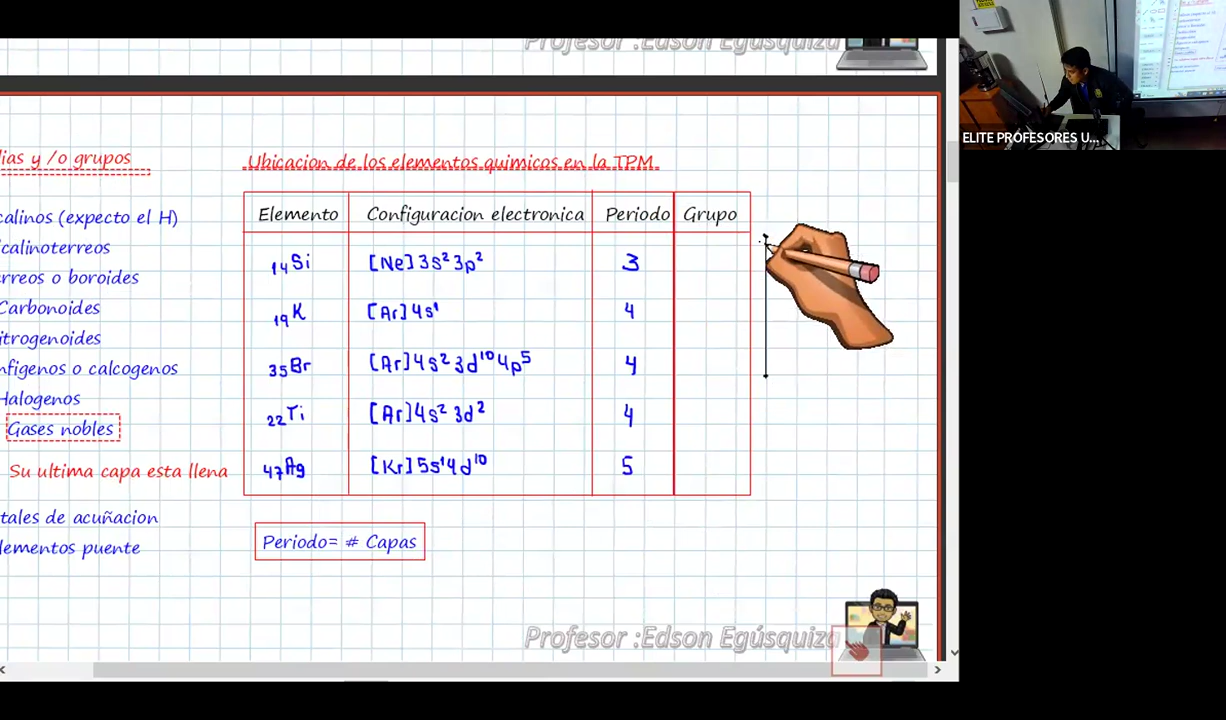 Profesor :Edson Egúsquiza
ias y /o grupos
calinos (expecto el H)
calinoterreos
erreos o boroides
Carbonoides
itrogenoides
nfigenos o calcogenos
Halogenos
Gases nobles
Su ultima capa esta llena
tales de acuñacion
lementos puente
Ubicacion de los elementos quimicos en la TPM
Elemento Configuracion electronica Periodo Grupo
₁₄Si [Ne]3s²3p² 3
₁₉K [Ar]4s¹ 4
₃₅Br [Ar]4s²3d¹⁰4p⁵ 4
₂₂Ti [Ar]4s²3d² 4
₄₇Ag [Kr]5s¹4d¹⁰ 5
Periodo= # Capas
Profesor :Edson Egúsquiza
ELITE PROFESORES U...